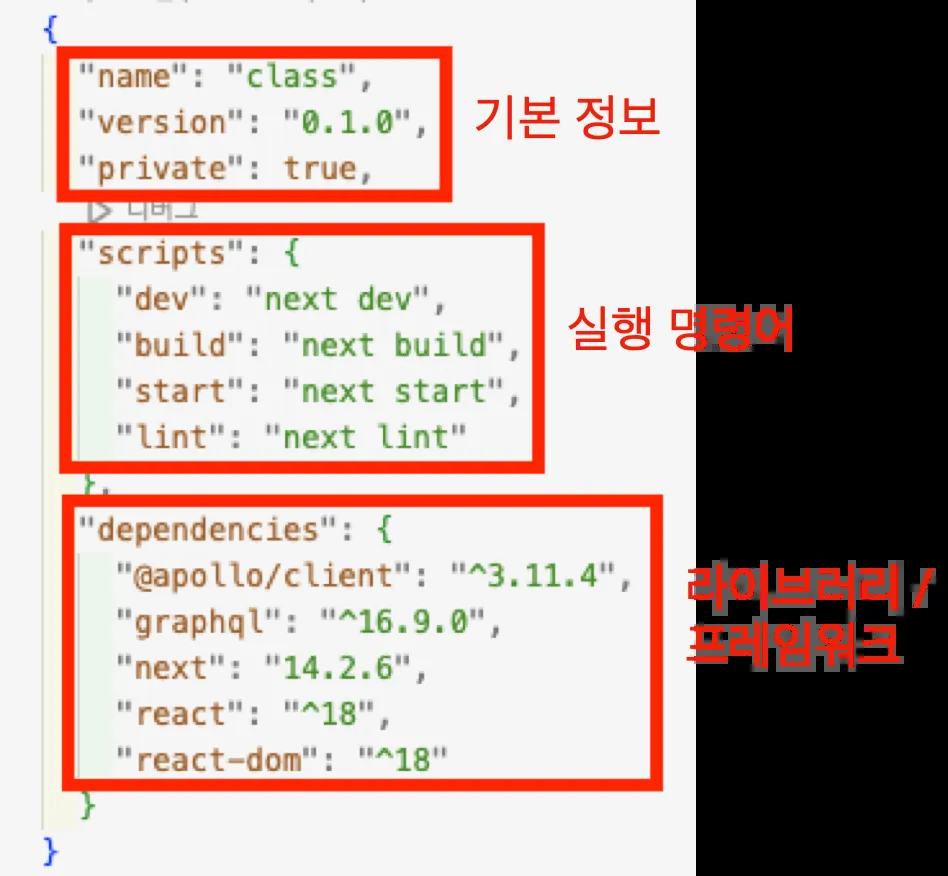 {
"name": "class",
"version": "0.1.0",
"private": true,
기본 정보
디버그
"scripts": {
"dev": "next dev",
"build": "next build",
"start": "next start",
"lint": "next lint"
실행 명령어
},
"dependencies": {
"@apollo/client": "^3.11.4",
"graphql": "^16.9.0",
"next": "14.2.6",
"react": "^18",
"react-dom": "^18"
라이브러리 /
프레임워크
}
}